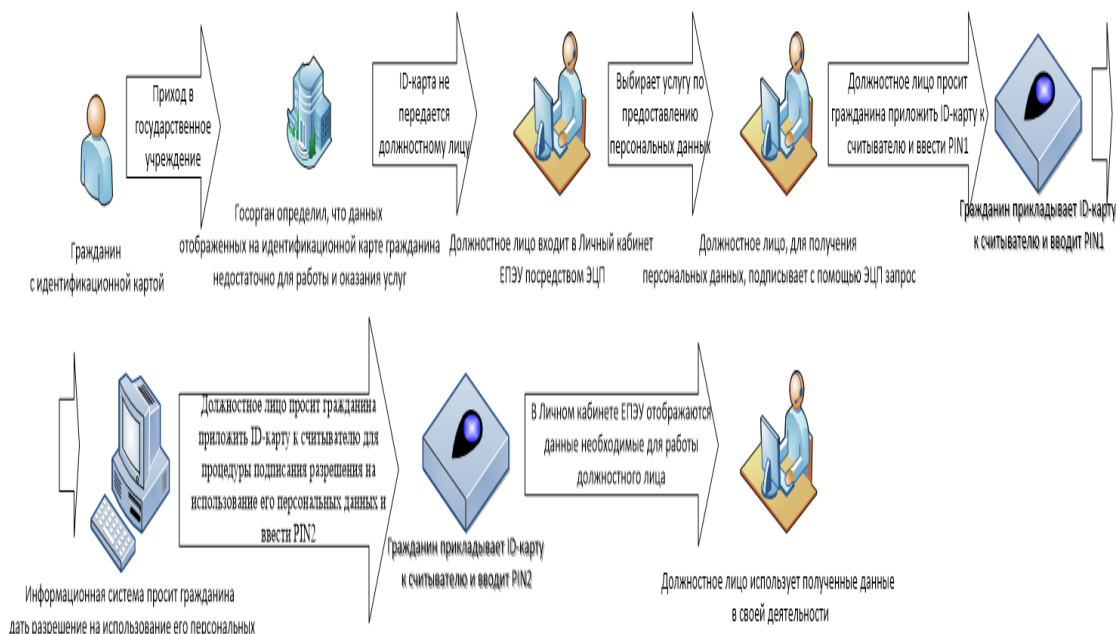 Гражданин
с идентификационной картой
Приход в
государственное
учреждение
Госорган определил, что данных
отображенных на идентификационной карте гражданина
недостаточно для работы и оказания услуг
ID-карта не
передается
должностному лицу
Должностное лицо входит в Личный кабинет
ЕПЭУ посредством ЭЦП
Выбирает услугу по
предоставлению
персональных данных
Должностное лицо, для получения
персональных данных, подписывает с помощью ЭЦП запрос
Должностное лицо просит
гражданина приложить ID-карту к
считывателю и ввести PIN1
Гражданин прикладывает ID-карту
к считывателю и вводит PIN1
Информационная система просит гражданина
дать разрешение на использование его персональных
Должностное лицо просит гражданина
приложить ID-карту к считывателю для
процедуры подписания разрешения на
использование его персональных данных и
ввести PIN2
Гражданин прикладывает ID-карту
к считывателю и вводит PIN2
В Личном кабинете ЕПЭУ отображаются
данные необходимые для работы
должностного лица
Должностное лицо использует полученные данные
в своей деятельности